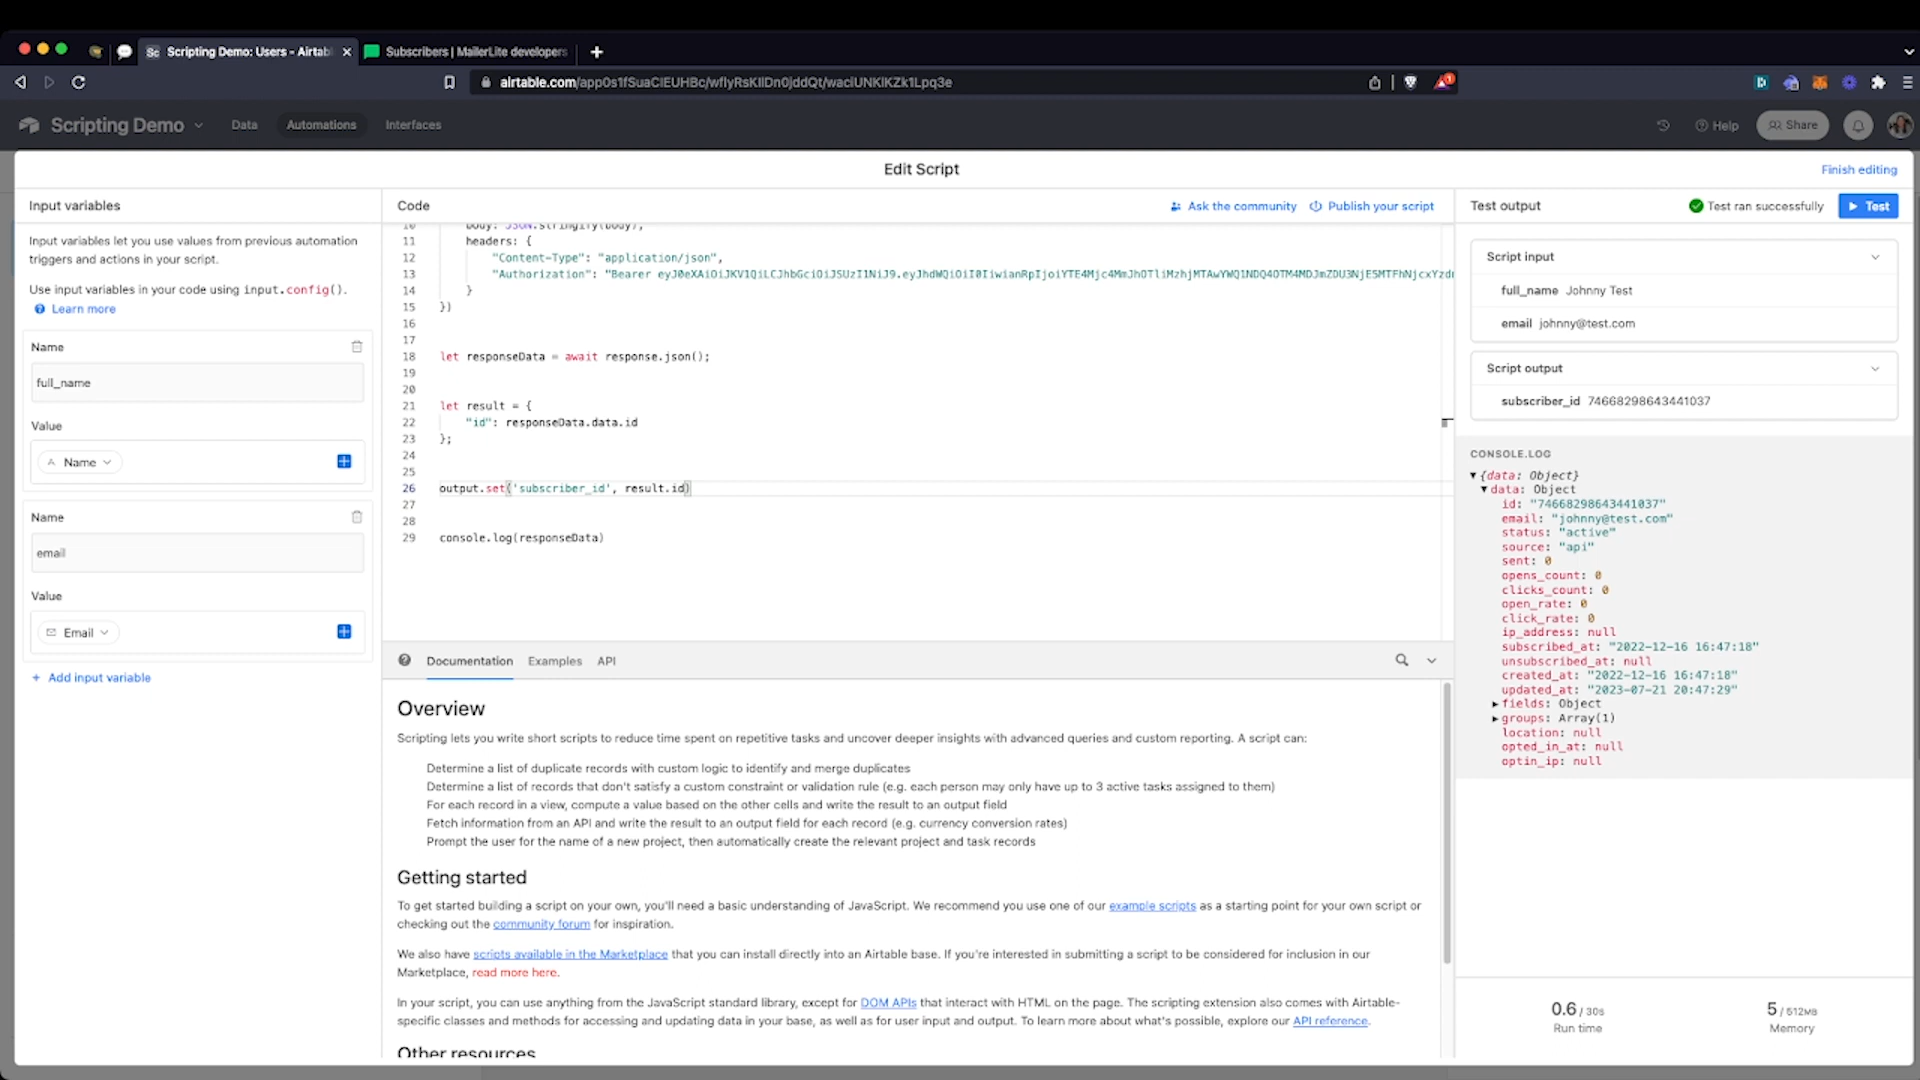 Sc Scripting Demo: Users - Airtab
Subscribers | MailerLite developers
airtable.com/app0s1fSuaClEUHBc/wflyRsKIlDn0jddQt/waciUNKlKZk1Lpq3e
1
Scripting Demo
Data
Automations
Interfaces
Help
Share
Edit Script
Finish editing
Input variables
Input variables let you use values from previous automation
triggers and actions in your script.
Use input variables in your code using input.config().
Learn more
Name
full_name
Value
Name
Name
email
Value
Email
+ Add input variable
Code
Ask the community
Publish your script
10 body: JSON.stringify(body),
11 headers: {
12 "Content-Type": "application/json",
13 "Authorization": "Bearer
14 }
15 })
16
17
18 let responseData = await response.json();
19
20
21 let result = {
22 "id": responseData.data.id
23 };
24
25
26 output.set('subscriber_id', result.id)
27
28
29 console.log(responseData)
Documentation
Examples
API
Overview
Scripting lets you write short scripts to reduce time spent on repetitive tasks and uncover deeper insights with advanced queries and custom reporting. A script can:
Determine a list of duplicate records with custom logic to identify and merge duplicates
Determine a list of records that don't satisfy a custom constraint or validation rule (e.g. each person may only have up to 3 active tasks assigned to them)
For each record in a view, compute a value based on the other cells and write the result to an output field
Fetch information from an API and write the result to an output field for each record (e.g. currency conversion rates)
Prompt the user for the name of a new project, then automatically create the relevant project and task records
Getting started
To get started building a script on your own, you'll need a basic understanding of JavaScript. We recommend you use one of our example scripts as a starting point for your own script or
checking out the community forum for inspiration.
We also have scripts available in the Marketplace that you can install directly into an Airtable base. If you're interested in submitting a script to be considered for inclusion in our
Marketplace, read more here.
In your script, you can use anything from the JavaScript standard library, except for DOM APIs that interact with HTML on the page. The scripting extension also comes with Airtable-
specific classes and methods for accessing and updating data in your base, as well as for user input and output. To learn more about what's possible, explore our API reference.
Other resources
Test output
Test ran successfully
Test
Script input
full_name Johnny Test
email johnny@test.com
Script output
subscriber_id 74668298643441037
CONSOLE.LOG
{data: Object}
data: Object
id: "74668298643441037"
email: "johnny@test.com"
status: "active"
source: "api"
sent: 0
opens_count: 0
clicks_count: 0
open_rate: 0
click_rate: 0
ip_address: null
subscribed_at: "2022-12-16 16:47:18"
unsubscribed_at: null
created_at: "2022-12-16 16:47:18"
updated_at: "2023-07-21 20:47:29"
fields: Object
groups: Array(1)
location: null
opted_in_at: null
optin_ip: null
0.6 / 30s
Run time
5 / 512MB
Memory